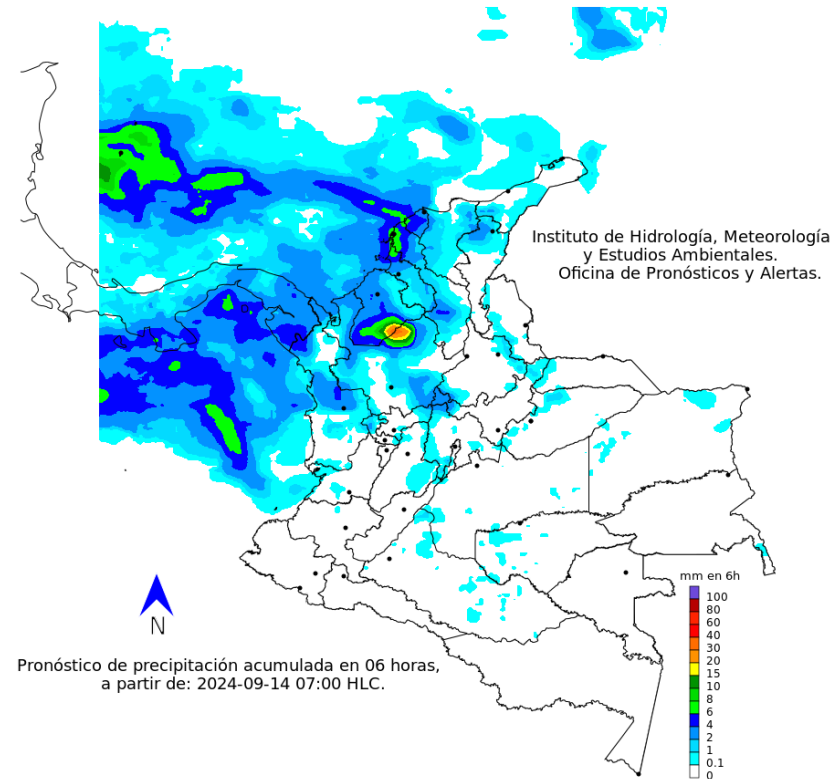 Instituto de Hidrología, Meteorología
y Estudios Ambientales.
Oficina de Pronósticos y Alertas.
mm en 6h
100
80
60
40
30
20
15
10
8
6
4
2
1
0.1
0
N
Pronóstico de precipitación acumulada en 06 horas,
a partir de: 2024-09-14 07:00 HLC.